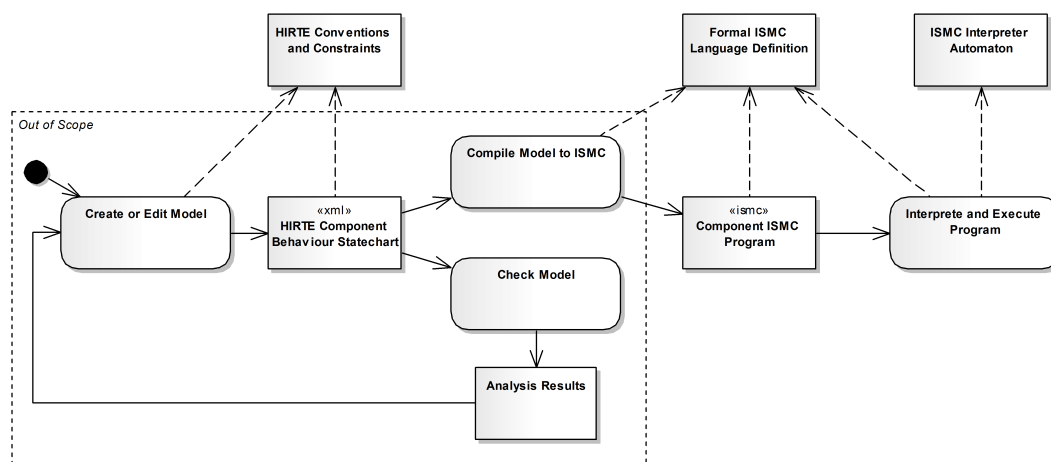 HIRTE Conventions
and Constraints
Formal ISMC
Language Definition
ISMC Interpreter
Automaton
Out of Scope
Compile Model to ISMC
Create or Edit Model
«xml»
HIRTE Component
Behaviour Statechart
«ismc»
Component ISMC
Program
Interprete and Execute
Program
Check Model
Analysis Results